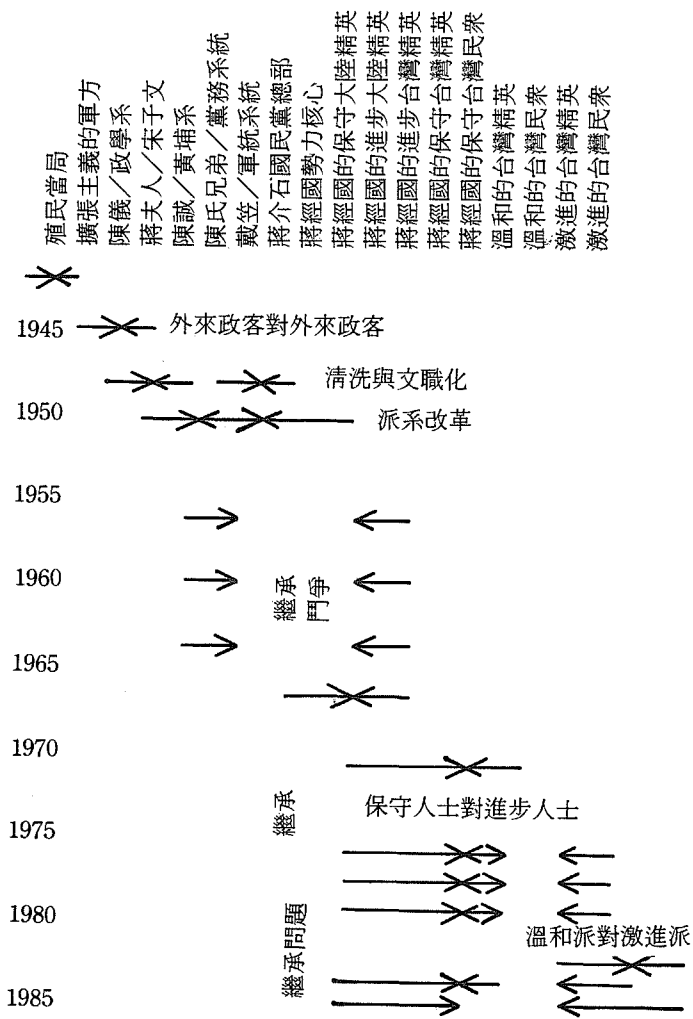 殖民當局
擴張主義的軍方
陳儀／政學系
蔣夫人／宋子文
陳誠／黃埔系
陳氏兄弟／黨務系統
戴笠／軍統系統
蔣介石國民黨總部
蔣經國勢力核心
蔣經國的保守大陸精英
蔣經國的進步大陸精英
蔣經國的進步台灣精英
蔣經國的保守台灣精英
蔣經國的保守台灣民衆
溫和的台灣精英
溫和的台灣民衆
激進的台灣精英
激進的台灣民衆
1945
外來政客對外來政客
清洗與文職化
1950
派系改革
1955
1960
繼承
鬥爭
1965
1970
繼承
保守人士對進步人士
1975
1980
繼承問題
溫和派對激進派
1985